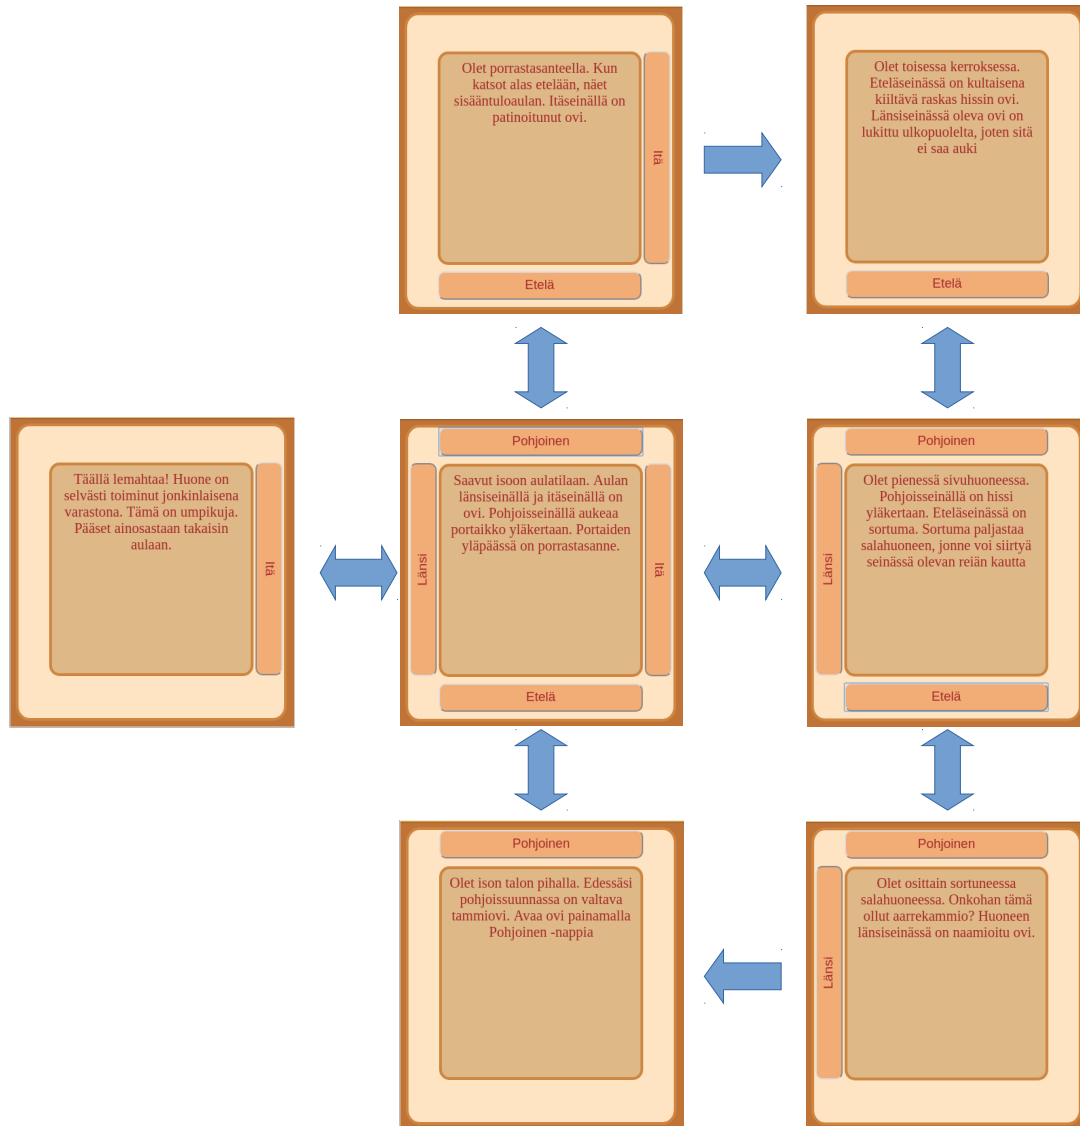 Olet porrastasanteella. Kun
katsot alas etelään, näet
sisääntuloaulan. Itäseinällä on
patinoitunut ovi.
Itä
Etelä
Olet toisessa kerroksessa.
Eteläseinässä on kultaisena
kiiltävä raskas hissin ovi.
Länsiseinässä oleva ovi on
lukittu ulkopuolelta, joten sitä
ei saa auki
Etelä
Täällä lemahtaa! Huone on
selvästi toiminut jonkinlaisena
varastona. Tämä on umpikuja.
Pääset ainosastaan takaisin
aulaan.
Itä
Pohjoinen
Länsi
Saavut isoon aulatilaan. Aulan
länsiseinällä ja itäseinällä on
ovi. Pohjoisseinällä aukeaa
portaikko yläkertaan. Portaiden
yläpäässä on porrastasanne.
Itä
Etelä
Pohjoinen
Länsi
Olet pienessä sivuhuoneessa.
Pohjoisseinällä on hissi
yläkertaan. Eteläseinässä on
sortuma. Sortuma paljastaa
salahuoneen, jonne voi siirtyä
seinässä olevan reiän kautta
Etelä
Pohjoinen
Olet ison talon pihalla. Edessäsi
pohjoissuunnassa on valtava
tammiovi. Avaa ovi painamalla
Pohjoinen -nappia
Pohjoinen
Länsi
Olet osittain sortuneessa
salahuoneessa. Onkohan tämä
ollut aarrekammio? Huoneen
länsiseinässä on naamioitu ovi.